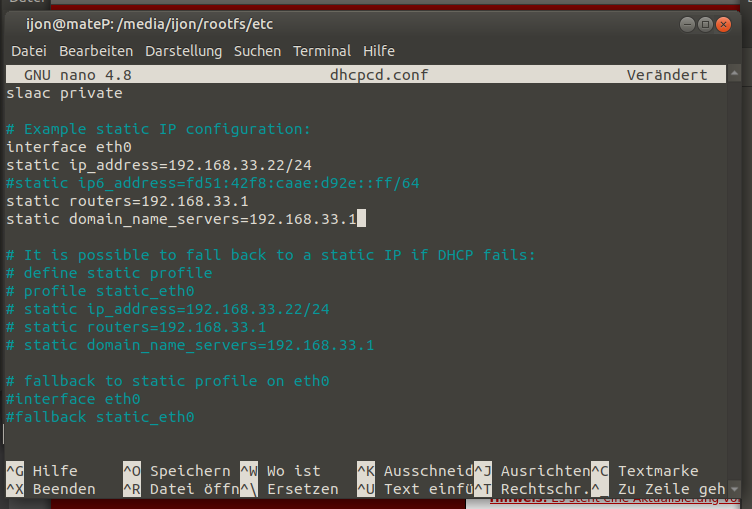 ijon@mateP: /media/ijon/rootfs/etc
Datei Bearbeiten Darstellung Suchen Terminal Hilfe
GNU nano 4.8 dhcpcd.conf Verändert
slaac private
# Example static IP configuration:
interface eth0
static ip_address=192.168.33.22/24
#static ip6_address=fd51:42f8:caae:d92e::ff/64
static routers=192.168.33.1
static domain_name_servers=192.168.33.1
# It is possible to fall back to a static IP if DHCP fails:
# define static profile
# profile static_eth0
# static ip_address=192.168.33.22/24
# static routers=192.168.33.1
# static domain_name_servers=192.168.33.1
# fallback to static profile on eth0
#interface eth0
#fallback static_eth0
^G Hilfe ^O Speichern ^W Wo ist ^K Ausschneid ^J Ausrichten ^C Textmarke
^X Beenden ^R Datei öffn ^\ Ersetzen ^U Text einfü ^T Rechtschr. ^_ Zu Zeile geh